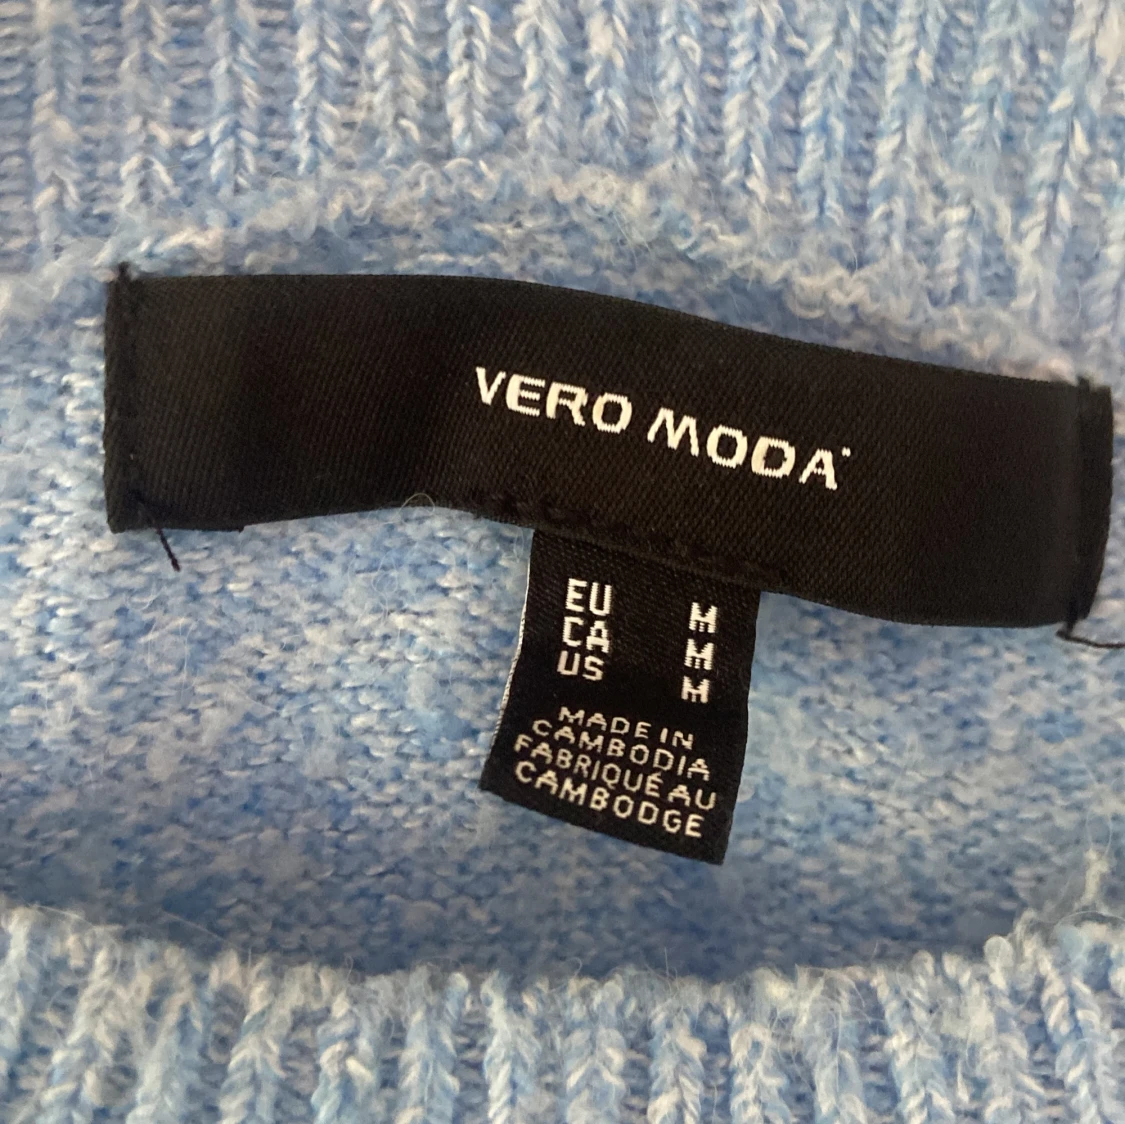 VERO MODA
EU M
CA M
US M
MADE IN
CAMBODIA
FABRIQUÉ AU
CAMBODGE